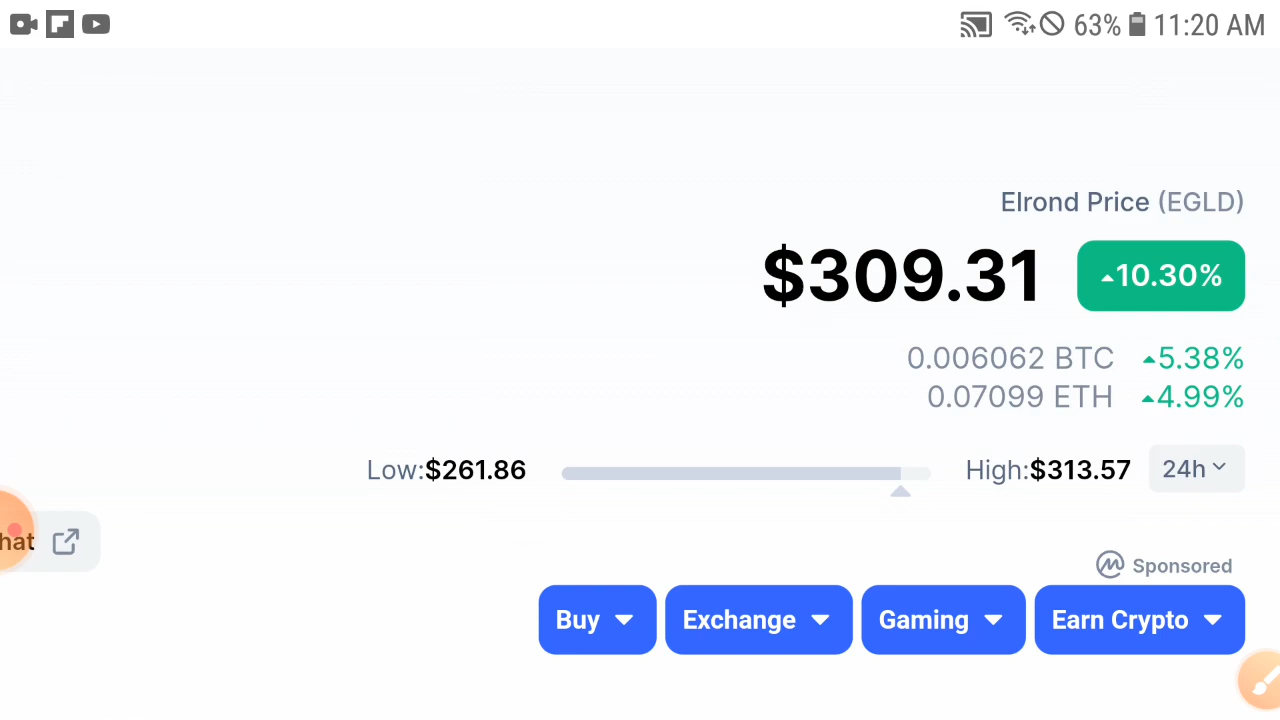 63% 11:20 AM
Elrond Price (EGLD)
$309.31 10.30%
0.006062 BTC 5.38%
0.07099 ETH 4.99%
Low:$261.86 High:$313.57 24h
hat
Sponsored
Buy Exchange Gaming Earn Crypto